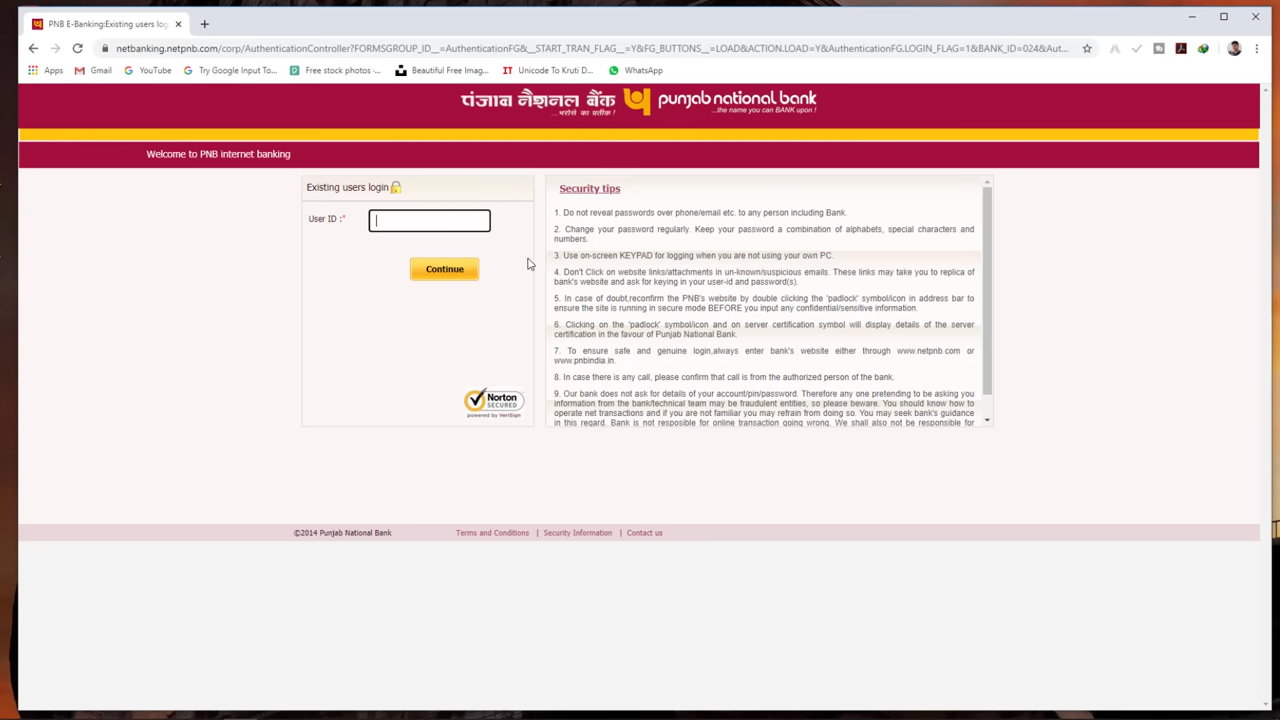 PNB E-Banking:Existing users log
netbanking.netpnb.com/corp/AuthenticationController?FORMSGROUP_ID__=AuthenticationFG&__START_TRAN_FLAG__=Y&FG_BUTTONS__=LOAD&ACTION.LOAD=Y&AuthenticationFG.LOGIN_FLAG=1&BANK_ID=024&Aut...
Apps Gmail YouTube Try Google Input To... Free stock photos ·... Beautiful Free Imag... IT Unicode To Kruti D... WhatsApp
पंजाब नैशनल बैंक punjab national bank
...भरोसे का प्रतीक! ...the name you can BANK upon !
Welcome to PNB internet banking
Existing users login
User ID :*
Continue
Norton
SECURED
powered by VeriSign
Security tips
1. Do not reveal passwords over phone/email etc. to any person including Bank.
2. Change your password regularly. Keep your password a combination of alphabets, special characters and
numbers.
3. Use on-screen KEYPAD for logging when you are not using your own PC.
4. Don't Click on website links/attachments in un-known/suspicious emails. These links may take you to replica of
bank's website and ask for keying in your user-id and password(s).
5. In case of doubt,reconfirm the PNB's website by double clicking the 'padlock' symbol/icon in address bar to
ensure the site is running in secure mode BEFORE you input any confidential/sensitive information.
6. Clicking on the 'padlock' symbol/icon and on server certification symbol will display details of the server
certification in the favour of Punjab National Bank.
7. To ensure safe and genuine login,always enter bank's website either through www.netpnb.com or
www.pnbindia.in.
8. In case there is any call, please confirm that call is from the authorized person of the bank.
9. Our bank does not ask for details of your account/pin/password. Therefore any one pretending to be asking you
information from the bank/technical team may be fraudulent entities, so please beware. You should know how to
operate net transactions and if you are not familiar you may refrain from doing so. You may seek bank's guidance
in this regard. Bank is not resposible for online transaction going wrong. We shall also not be responsible for
©2014 Punjab National Bank Terms and Conditions | Security Information | Contact us